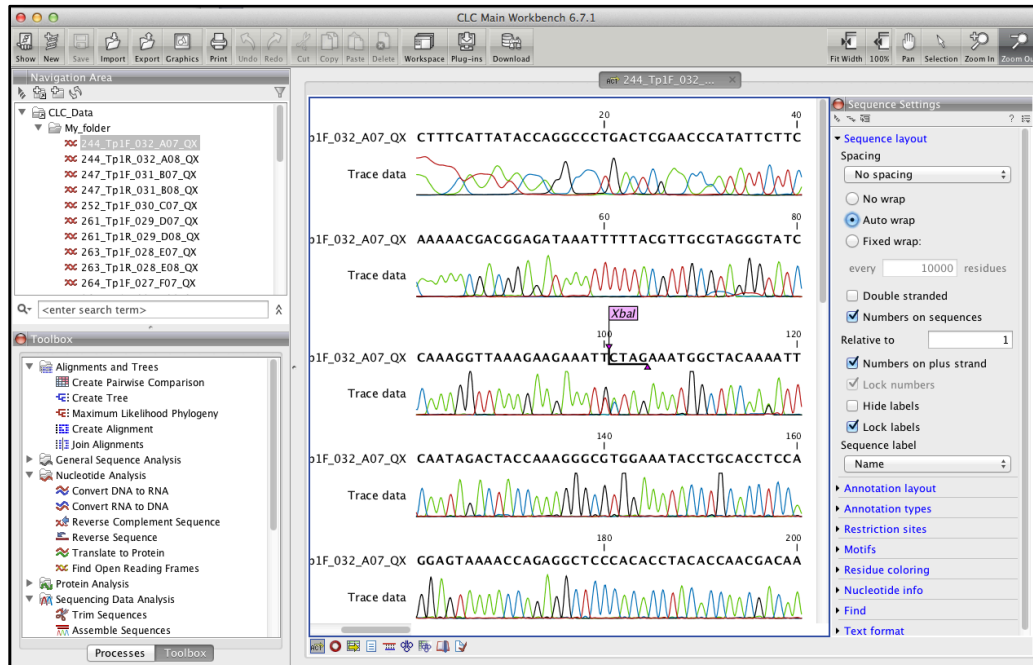 CLC Main Workbench 6.7.1
Show New Save Import Export Graphics Print Undo Redo Cut Copy Paste Delete Workspace Plug-ins Download Fit Width 100% Pan Selection Zoom In Zoom Out
Navigation Area
CLC_Data
My_folder
244_Tp1F_032_A07_QX
244_Tp1R_032_A08_QX
247_Tp1F_031_B07_QX
247_Tp1R_031_B08_QX
252_Tp1F_030_C07_QX
261_Tp1F_029_D07_QX
261_Tp1R_029_D08_QX
263_Tp1F_028_E07_QX
263_Tp1R_028_E08_QX
264_Tp1F_027_F07_QX
<enter search term>
Toolbox
Alignments and Trees
Create Pairwise Comparison
Create Tree
Maximum Likelihood Phylogeny
Create Alignment
Join Alignments
General Sequence Analysis
Nucleotide Analysis
Convert DNA to RNA
Convert RNA to DNA
Reverse Complement Sequence
Reverse Sequence
Translate to Protein
Find Open Reading Frames
Protein Analysis
Sequencing Data Analysis
Trim Sequences
Assemble Sequences
Processes Toolbox
244_Tp1F_032_...
20 40
p1F_032_A07_QX CTTTCATTATACCAGGCCCTGACTCGAACCCATATTCTTC
Trace data
60 80
p1F_032_A07_QX AAAAACGACGGAGATAAATTTTTACGTTGCGTAGGGTATC
Trace data
XbaI
100 120
p1F_032_A07_QX CAAAGGTTAAAGAAGAAATTCTAGAAATGGCTACAAAATT
Trace data
140 160
p1F_032_A07_QX CAATAGACTACCAAAGGGCGTGGAAATACCTGCACCTCCA
Trace data
180 200
p1F_032_A07_QX GGAGTAAAACCAGAGGCTCCCACACCTACACCAACGACAA
Trace data
Sequence Settings
Sequence layout
Spacing
No spacing
No wrap
Auto wrap
Fixed wrap:
every 10000 residues
Double stranded
Numbers on sequences
Relative to 1
Numbers on plus strand
Lock numbers
Hide labels
Lock labels
Sequence label
Name
Annotation layout
Annotation types
Restriction sites
Motifs
Residue coloring
Nucleotide info
Find
Text format